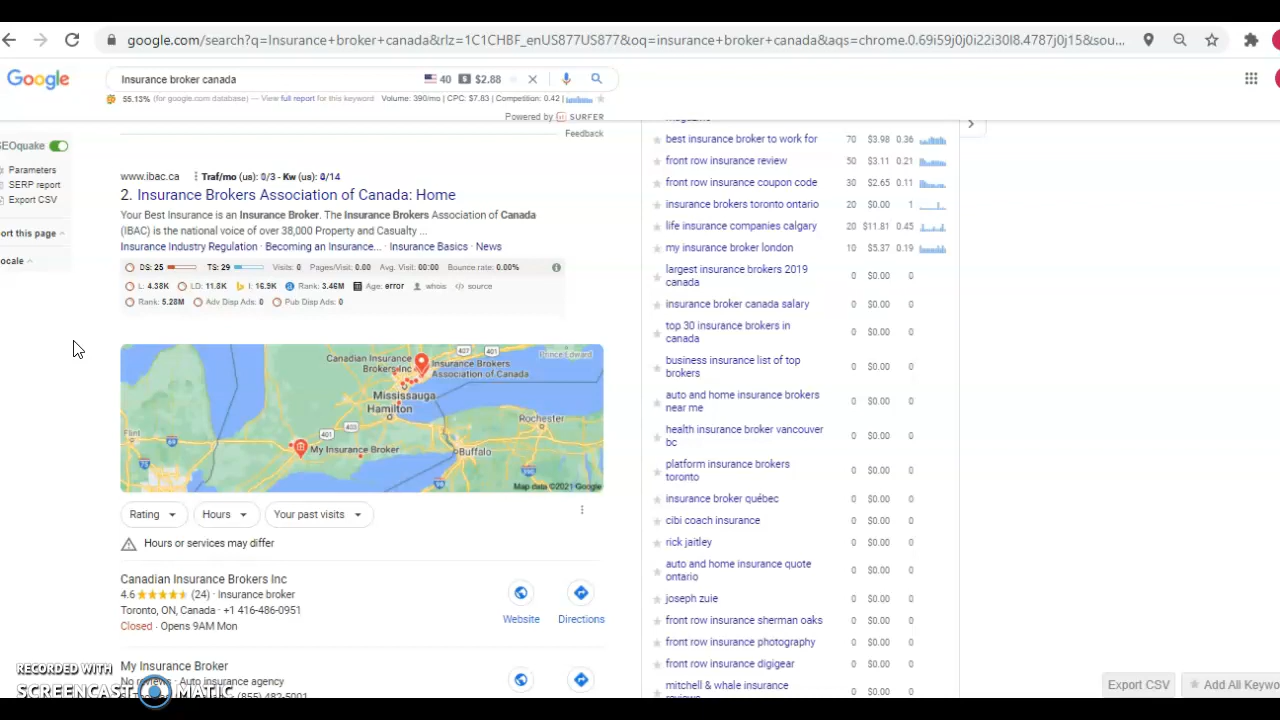 google.com/search?q=Insurance+broker+canada&rlz=1C1CHBF_enUS877US877&oq=insurance+broker+canada&aqs=chrome.0.69i59j0j0i22i30l8.4787j0j15&sou...
Google
Insurance broker canada
40 $2.88
55.13% (for google.com database) — View full report for this keyword Volume: 390/mo | CPC: $7.83 | Competition: 0.42 |
Powered by SURFER
Feedback
SEOquake
Parameters
SERP report
Export CSV
ort this page
ocale
www.ibac.ca Traf/mo (us): 0/3 - Kw (us): 0/14
2. Insurance Brokers Association of Canada: Home
Your Best Insurance is an Insurance Broker. The Insurance Brokers Association of Canada
(IBAC) is the national voice of over 38,000 Property and Casualty ...
Insurance Industry Regulation · Becoming an Insurance... · Insurance Basics · News
DS: 25 TS: 29 Visits: 0 Pages/Visit: 0.00 Avg. Visit: 00:00 Bounce rate: 0.00%
L: 4.38K LD: 11.8K I: 16.9K Rank: 3.46M Age: error whois source
Rank: 5.28M Adv Disp Ads: 0 Pub Disp Ads: 0
407 401
Prince Edward
Canadian Insurance
Brokers Inc
Insurance Brokers
Association of Canada
Mississauga
Hamilton
Rochester
403
401
Flint
69
My Insurance Broker
Buffalo
Map data ©2021 Google
Rating
Hours
Your past visits
Hours or services may differ
Canadian Insurance Brokers Inc
4.6 (24) · Insurance broker
Toronto, ON, Canada · +1 416-486-0951
Closed · Opens 9AM Mon
Website
Directions
My Insurance Broker
No reviews · Auto insurance agency
(855) 482-5001
magazine
best insurance broker to work for 70 $3.98 0.36
front row insurance review 50 $3.11 0.21
front row insurance coupon code 30 $2.65 0.11
insurance brokers toronto ontario 20 $0.00 1
life insurance companies calgary 20 $11.81 0.45
my insurance broker london 10 $5.37 0.19
largest insurance brokers 2019
canada 0 $0.00 0
insurance broker canada salary 0 $0.00 0
top 30 insurance brokers in
canada 0 $0.00 0
business insurance list of top
brokers 0 $0.00 0
auto and home insurance brokers
near me 0 $0.00 0
health insurance broker vancouver
bc 0 $0.00 0
platform insurance brokers
toronto 0 $0.00 0
insurance broker québec 0 $0.00 0
cibi coach insurance 0 $0.00 0
rick jaitley 0 $0.00 0
auto and home insurance quote
ontario 0 $0.00 0
joseph zuie 0 $0.00 0
front row insurance sherman oaks 0 $0.00 0
front row insurance photography 0 $0.00 0
front row insurance digigear 0 $0.00 0
mitchell & whale insurance
reviews 0 $0.00 0
Export CSV
Add All Keywo
RECORDED WITH
SCREENCAST-O-MATIC